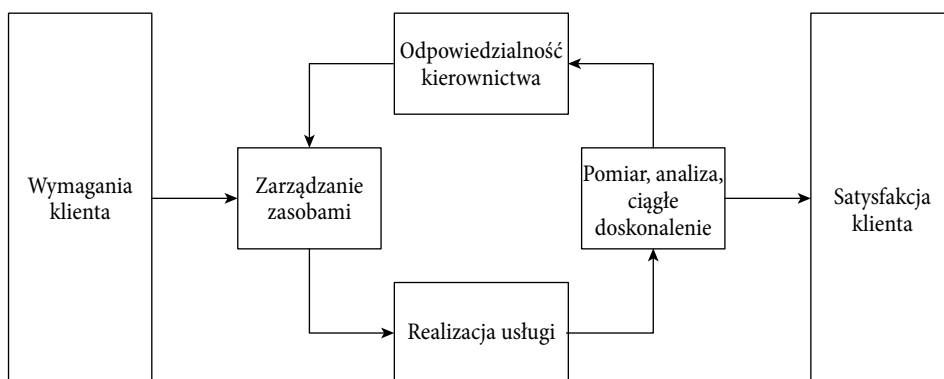 Odpowiedzialność
kierownictwa
Wymagania
klienta
Zarządzanie
zasobami
Pomiar, analiza,
ciągłe
doskonalenie
Satysfakcja
klienta
Realizacja usługi